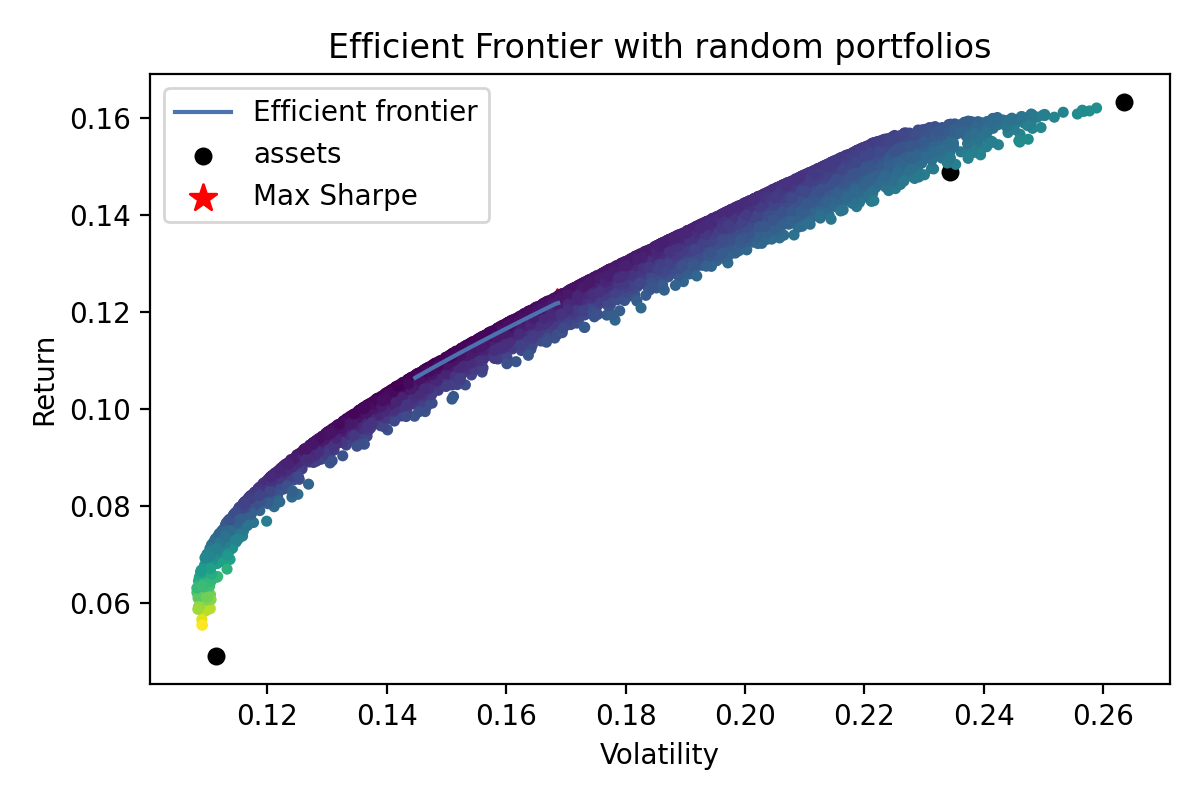 Efficient Frontier with random portfolios
Efficient frontier
assets
Max Sharpe
0.16
0.14
0.12
0.10
0.08
0.06
Return
0.12 0.14 0.16 0.18 0.20 0.22 0.24 0.26
Volatility